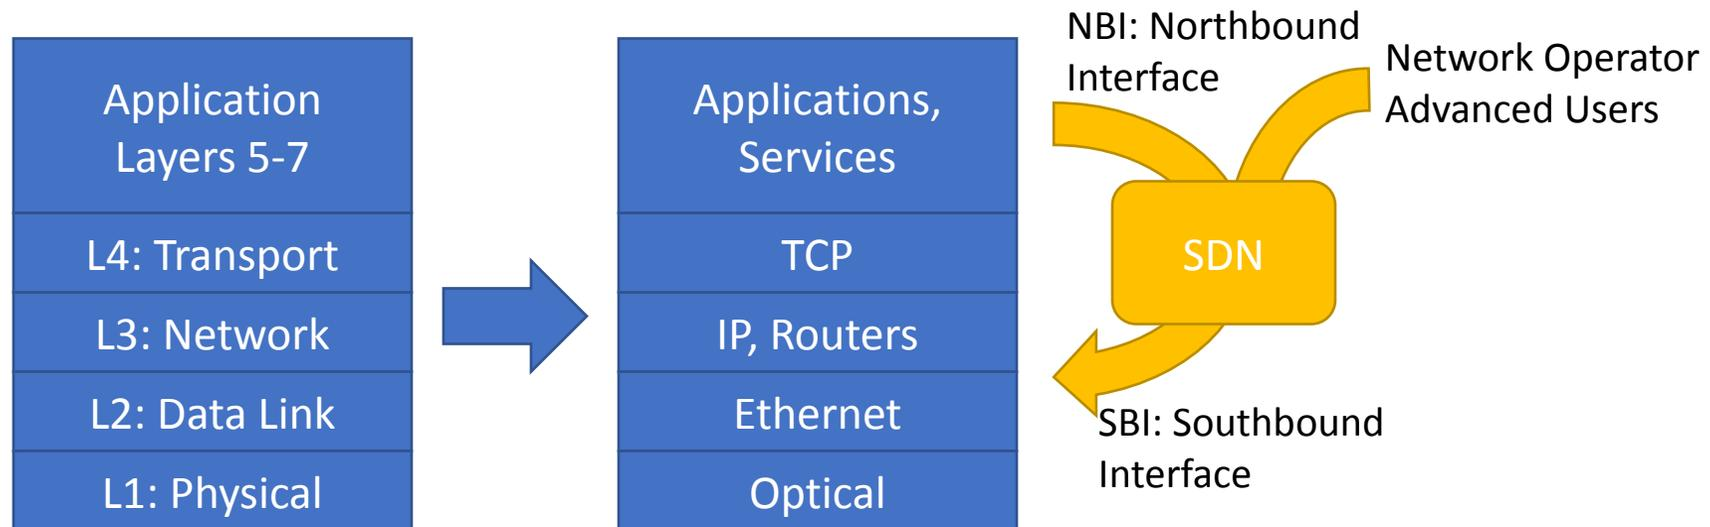 Application
Layers 5-7
L4: Transport
L3: Network
L2: Data Link
L1: Physical
Applications,
Services
TCP
IP, Routers
Ethernet
Optical
NBI: Northbound
Interface
Network Operator
Advanced Users
SDN
SBI: Southbound
Interface